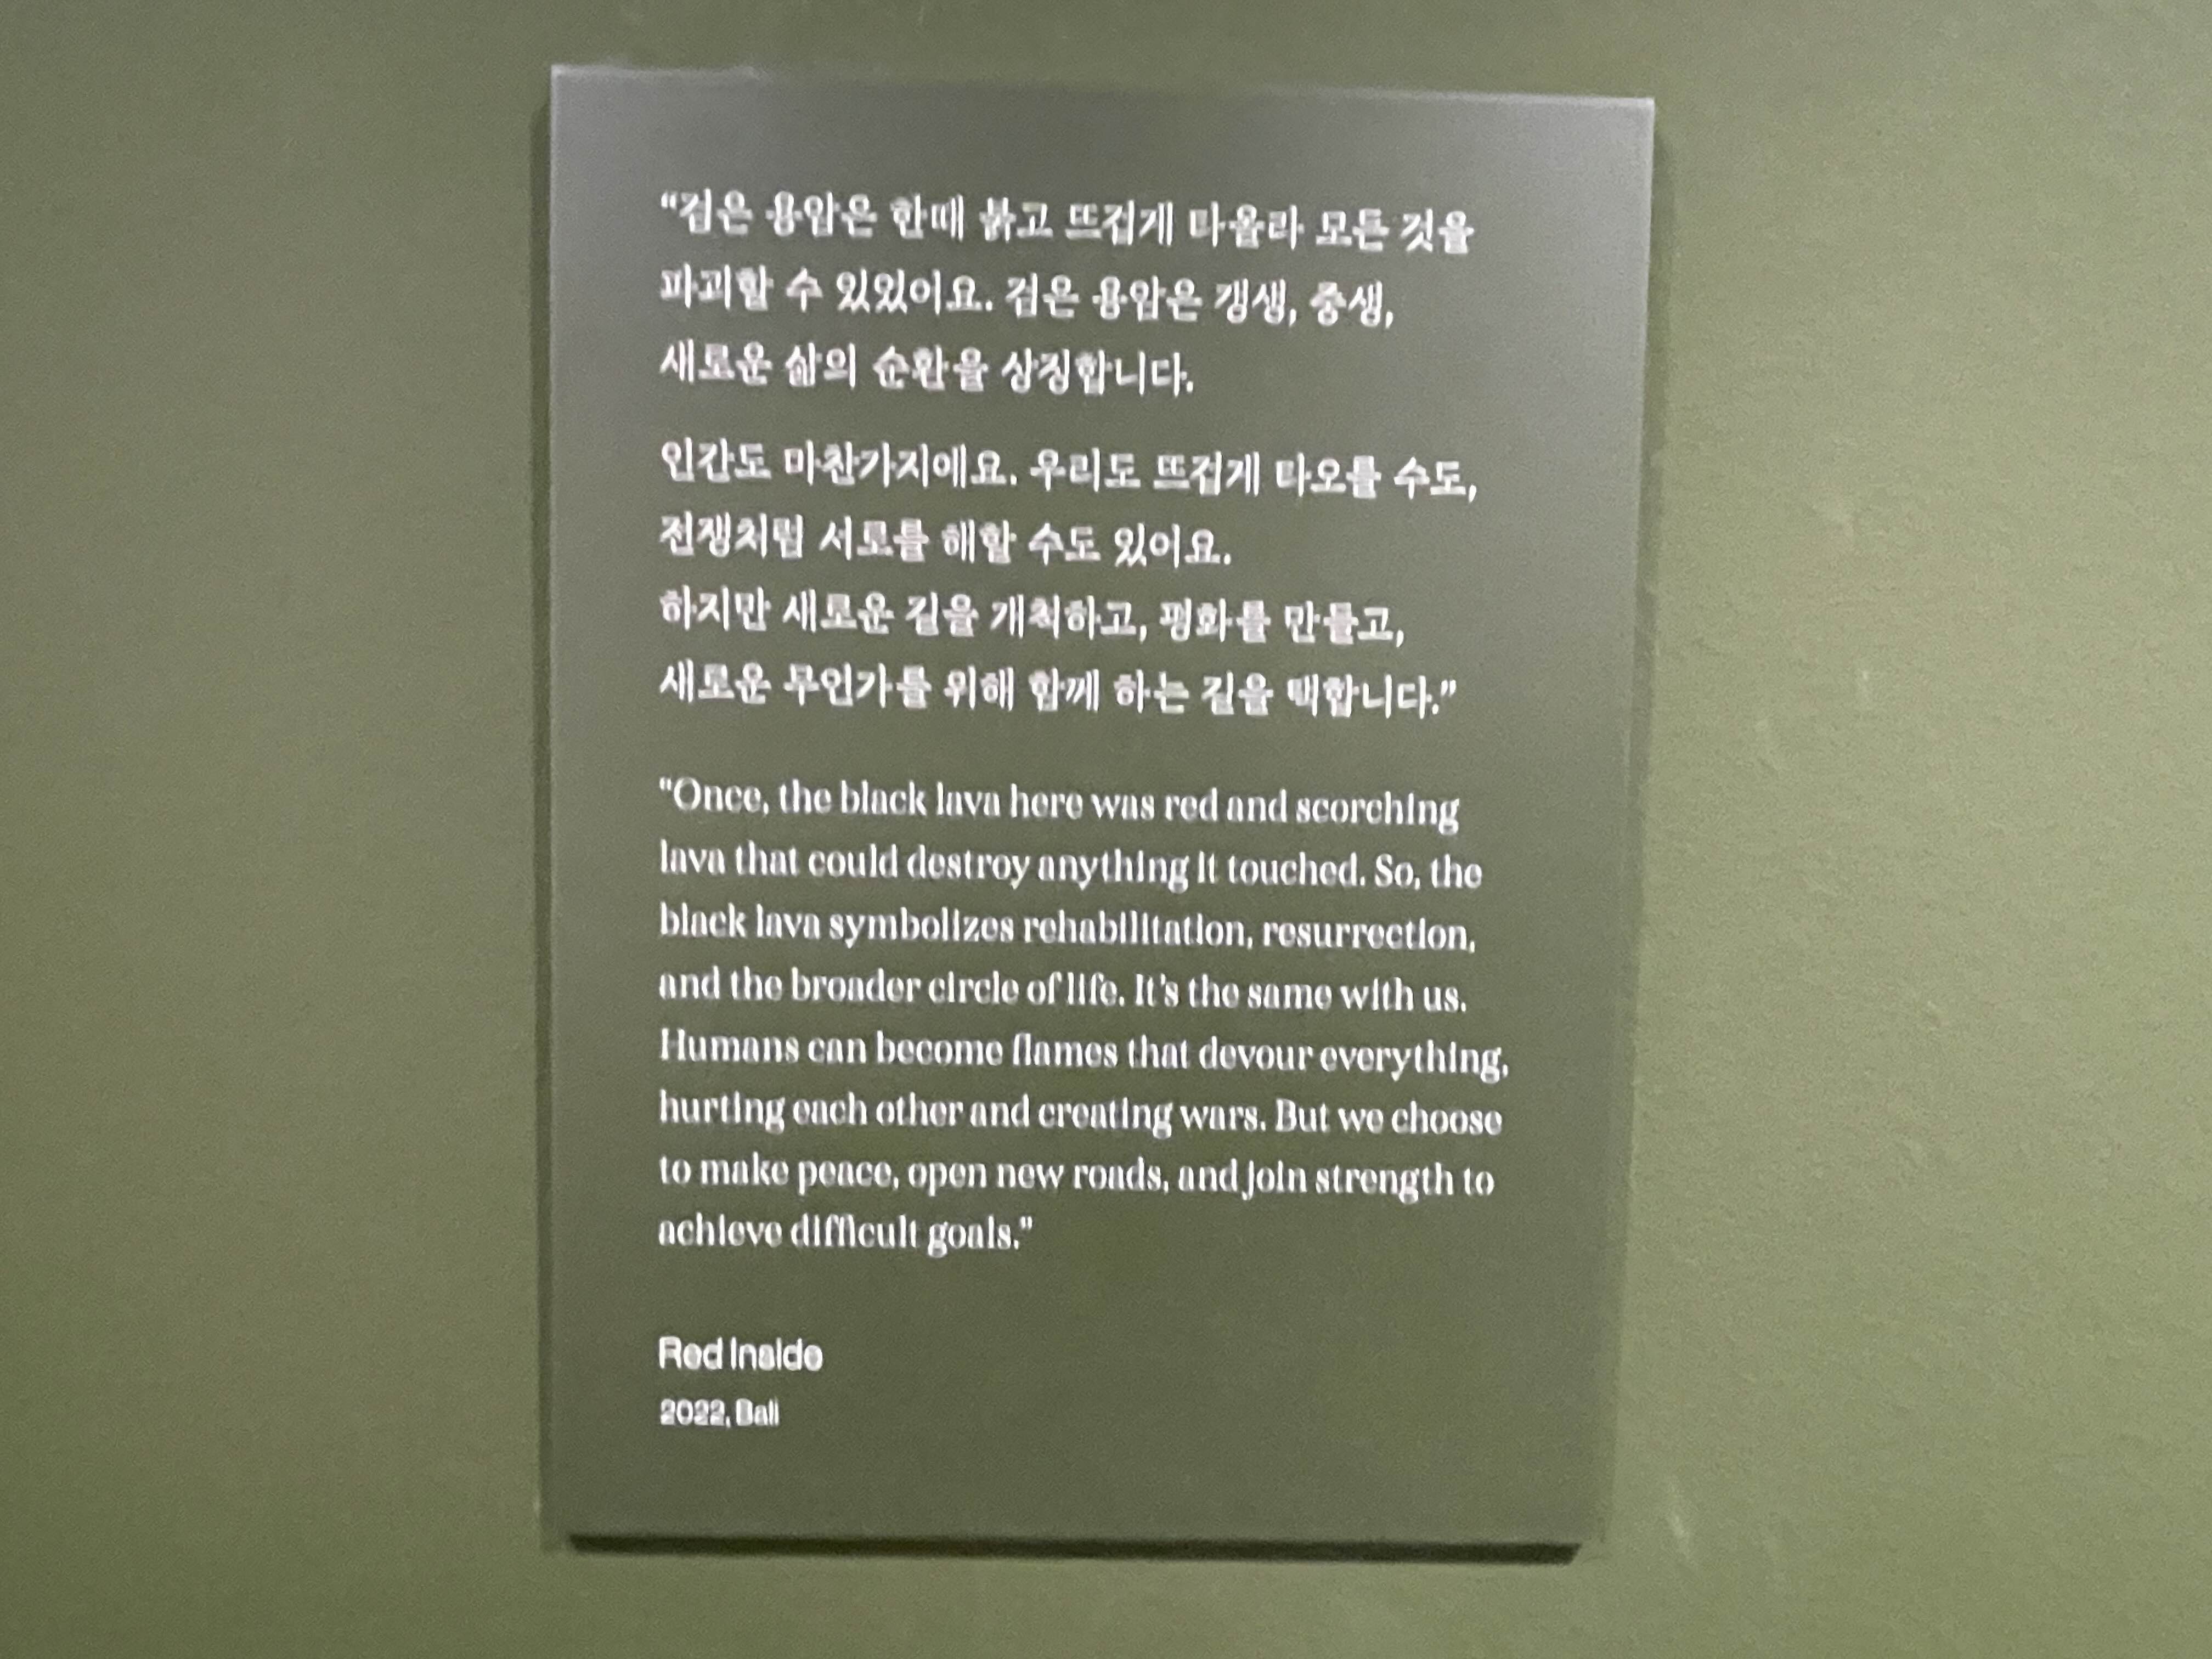 “검은 용암은 한때 붉고 뜨겁게 타올라 모든 것을
파괴할 수 있었어요. 검은 용암은 갱생, 중생,
새로운 삶의 순환을 상징합니다.
인간도 마찬가지예요. 우리도 뜨겁게 타오를 수도,
전쟁처럼 서로를 해할 수도 있어요.
하지만 새로운 길을 개척하고, 평화를 만들고,
새로운 무언가를 위해 함께 하는 길을 택합니다.”
"Once, the black lava here was red and scorching
lava that could destroy anything it touched. So, the
black lava symbolizes rehabilitation, resurrection,
and the broader circle of life. It’s the same with us.
Humans can become flames that devour everything,
hurting each other and creating wars. But we choose
to make peace, open new roads, and join strength to
achieve difficult goals."
Red Inside
2022, Bali